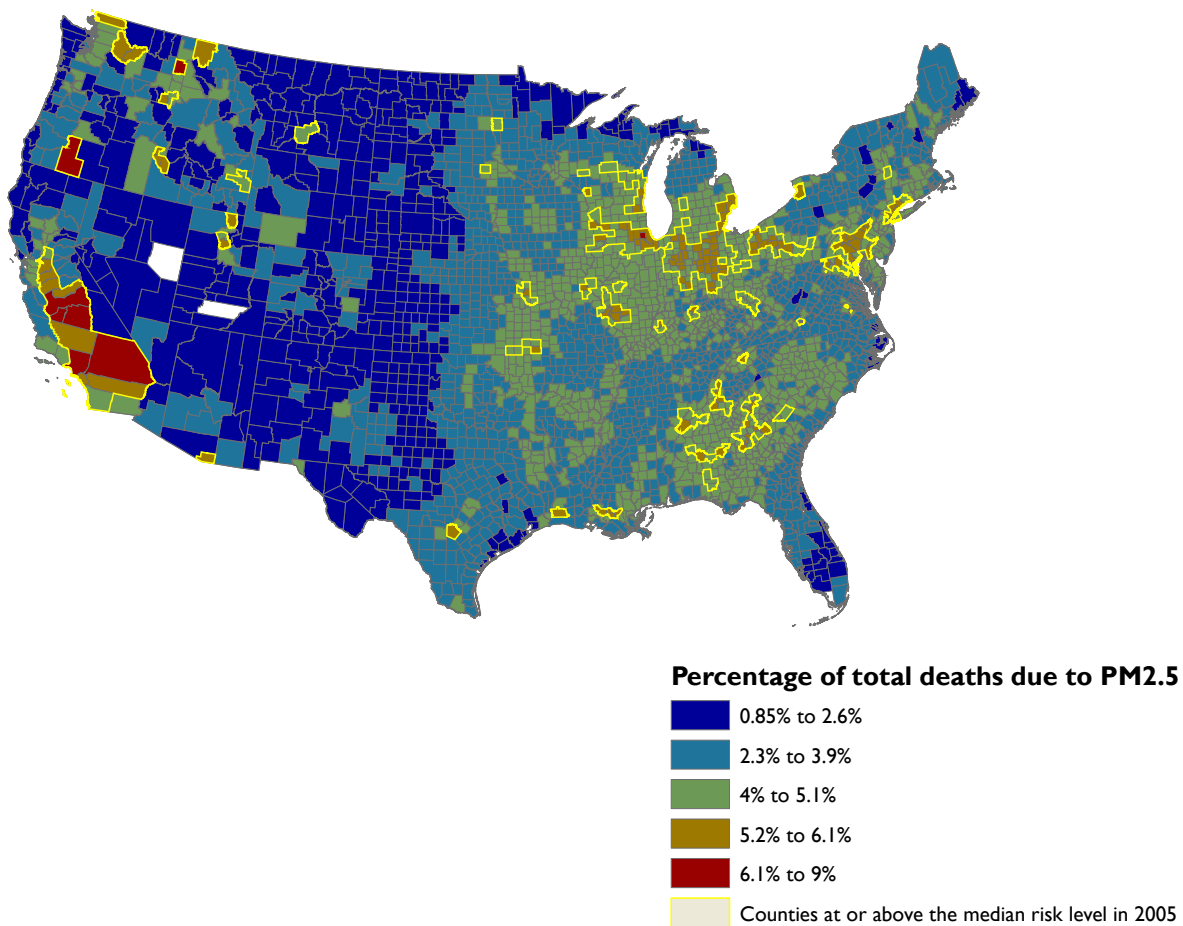 Percentage of total deaths due to PM2.5
0.85% to 2.6%
2.3% to 3.9%
4% to 5.1%
5.2% to 6.1%
6.1% to 9%
Counties at or above the median risk level in 2005